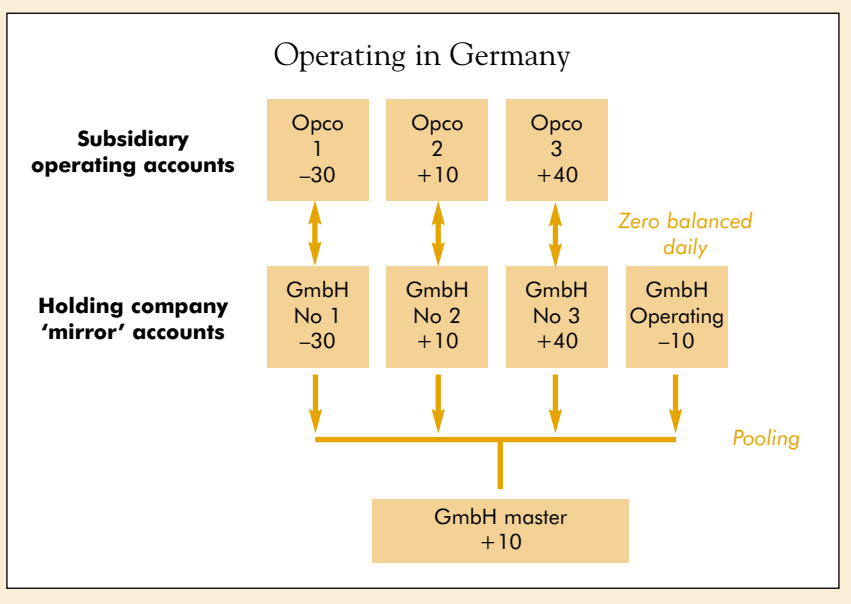 Operating in Germany
Subsidiary
operating accounts
Opco
1
–30
Opco
2
+10
Opco
3
+40
Zero balanced
daily
Holding company
‘mirror’ accounts
GmbH
No 1
–30
GmbH
No 2
+10
GmbH
No 3
+40
GmbH
Operating
–10
Pooling
GmbH master
+10